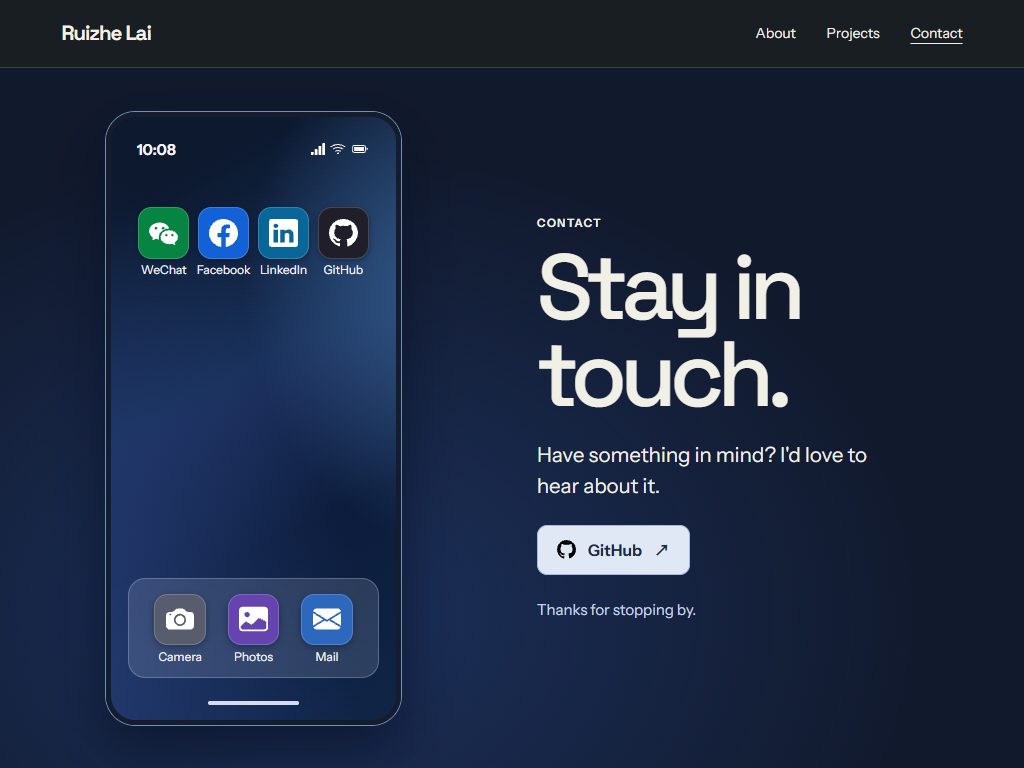 Ruizhe Lai
About Projects Contact
10:08
WeChat Facebook LinkedIn GitHub
Camera Photos Mail
CONTACT
Stay in
touch.
Have something in mind? I'd love to
hear about it.
GitHub ↗
Thanks for stopping by.